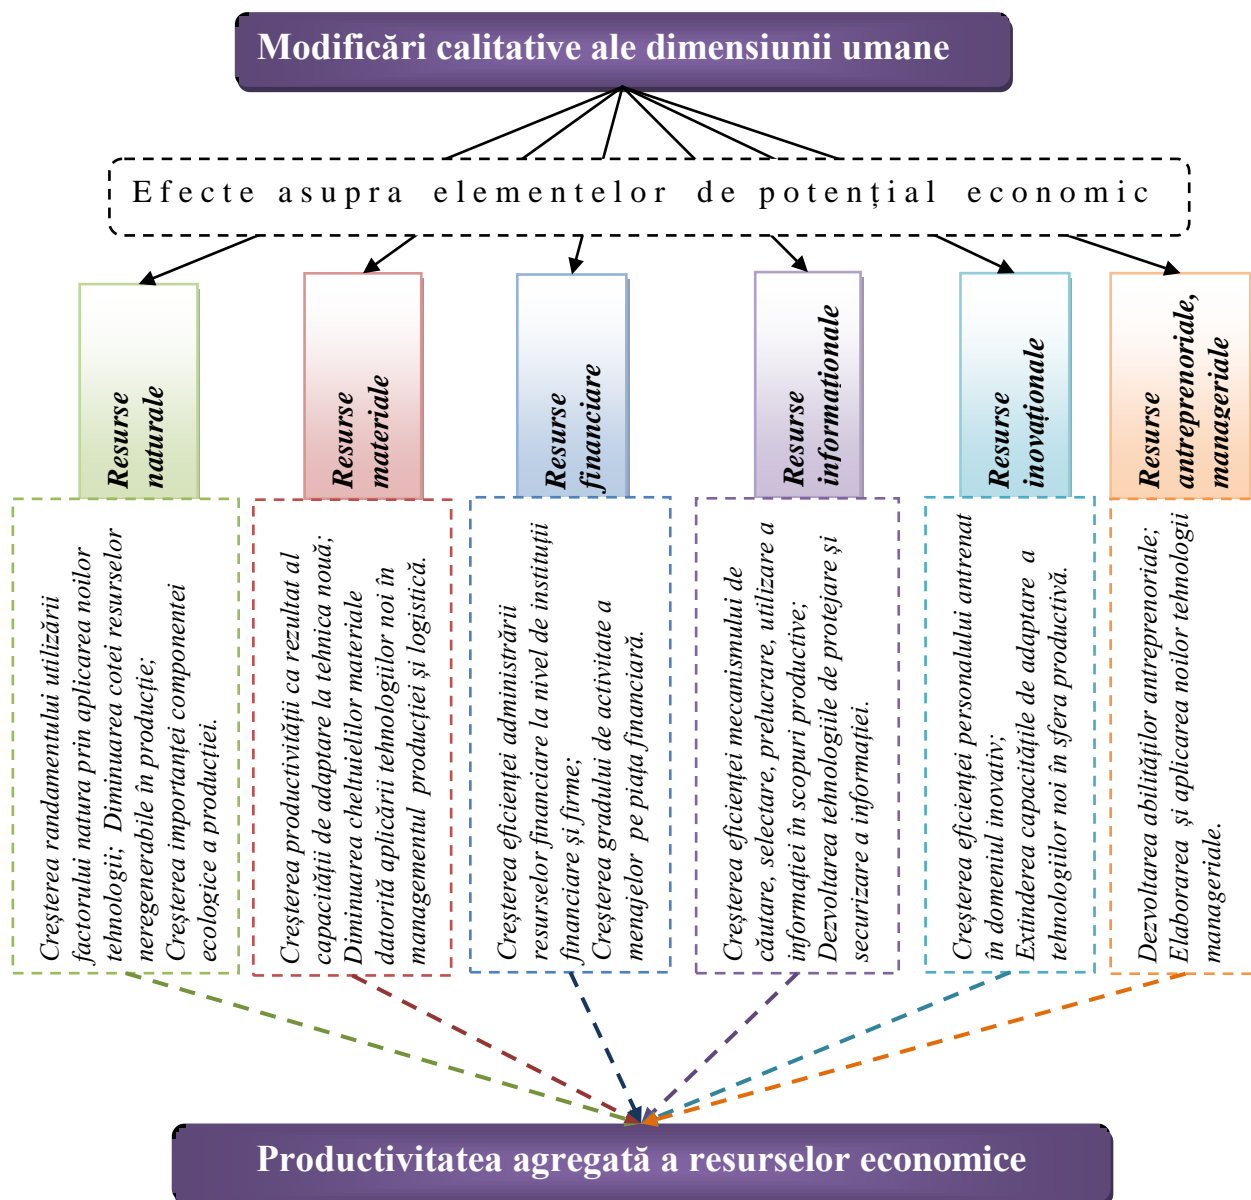 Modificări calitative ale dimensiunii umane
Efecte asupra elementelor de potențial economic
Resurse
naturale
Resurse
materiale
Resurse
financiare
Resurse
informaționale
Resurse
inovaționale
Resurse
antreprenoriale,
manageriale
Creșterea randamentului utilizării
factorului natura prin aplicarea noilor
tehnologii; Diminuarea cotei resurselor
neregenerabile în producție;
Creșterea importanței componentei
ecologice a producției.
Creșterea productivității ca rezultat al
capacității de adaptare la tehnica nouă;
Diminuarea cheltuielilor materiale
datorită aplicării tehnologiilor noi în
managementul producției și logistică.
Creșterea eficienței administrării
resurselor financiare la nivel de instituții
financiare și firme;
Creșterea gradului de activitate a
menajelor pe piața financiară.
Creșterea eficienței mecanismului de
căutare, selectare, prelucrare, utilizare a
informației în scopuri productive;
Dezvoltarea tehnologiile de protejare și
securizare a informației.
Creșterea eficienței personalului antrenat
în domeniul inovativ;
Extinderea capacitățile de adaptare a
tehnologiilor noi în sfera productivă.
Dezvoltarea abilităților antreprenoriale;
Elaborarea și aplicarea noilor tehnologii
manageriale.
Productivitatea agregată a resurselor economice